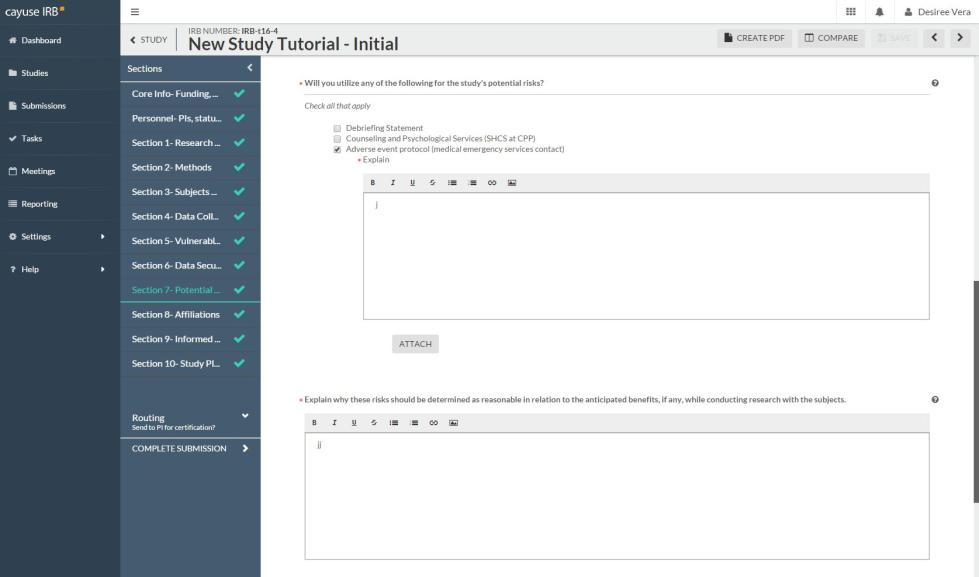 cayuse IRB
Desiree Vera
Dashboard
Studies
Submissions
Tasks
Meetings
Reporting
Settings
? Help
STUDY
IRB NUMBER: IRB-t16-4
New Study Tutorial - Initial
CREATE PDF
COMPARE
SAVE
Sections
Core Info- Funding, ...
Personnel- PIs, statu...
Section 1- Research ...
Section 2- Methods
Section 3- Subjects ...
Section 4- Data Coll...
Section 5- Vulnerabl...
Section 6- Data Secu...
Section 7- Potential ...
Section 8- Affiliations
Section 9- Informed ...
Section 10- Study Pl...
Routing
Send to PI for certification?
COMPLETE SUBMISSION
* Will you utilize any of the following for the study's potential risks?
Check all that apply
Debriefing Statement
Counseling and Psychological Services (SHCS at CPP)
Adverse event protocol (medical emergency services contact)
* Explain
B I U S
j
ATTACH
* Explain why these risks should be determined as reasonable in relation to the anticipated benefits, if any, while conducting research with the subjects.
B I U S
jj